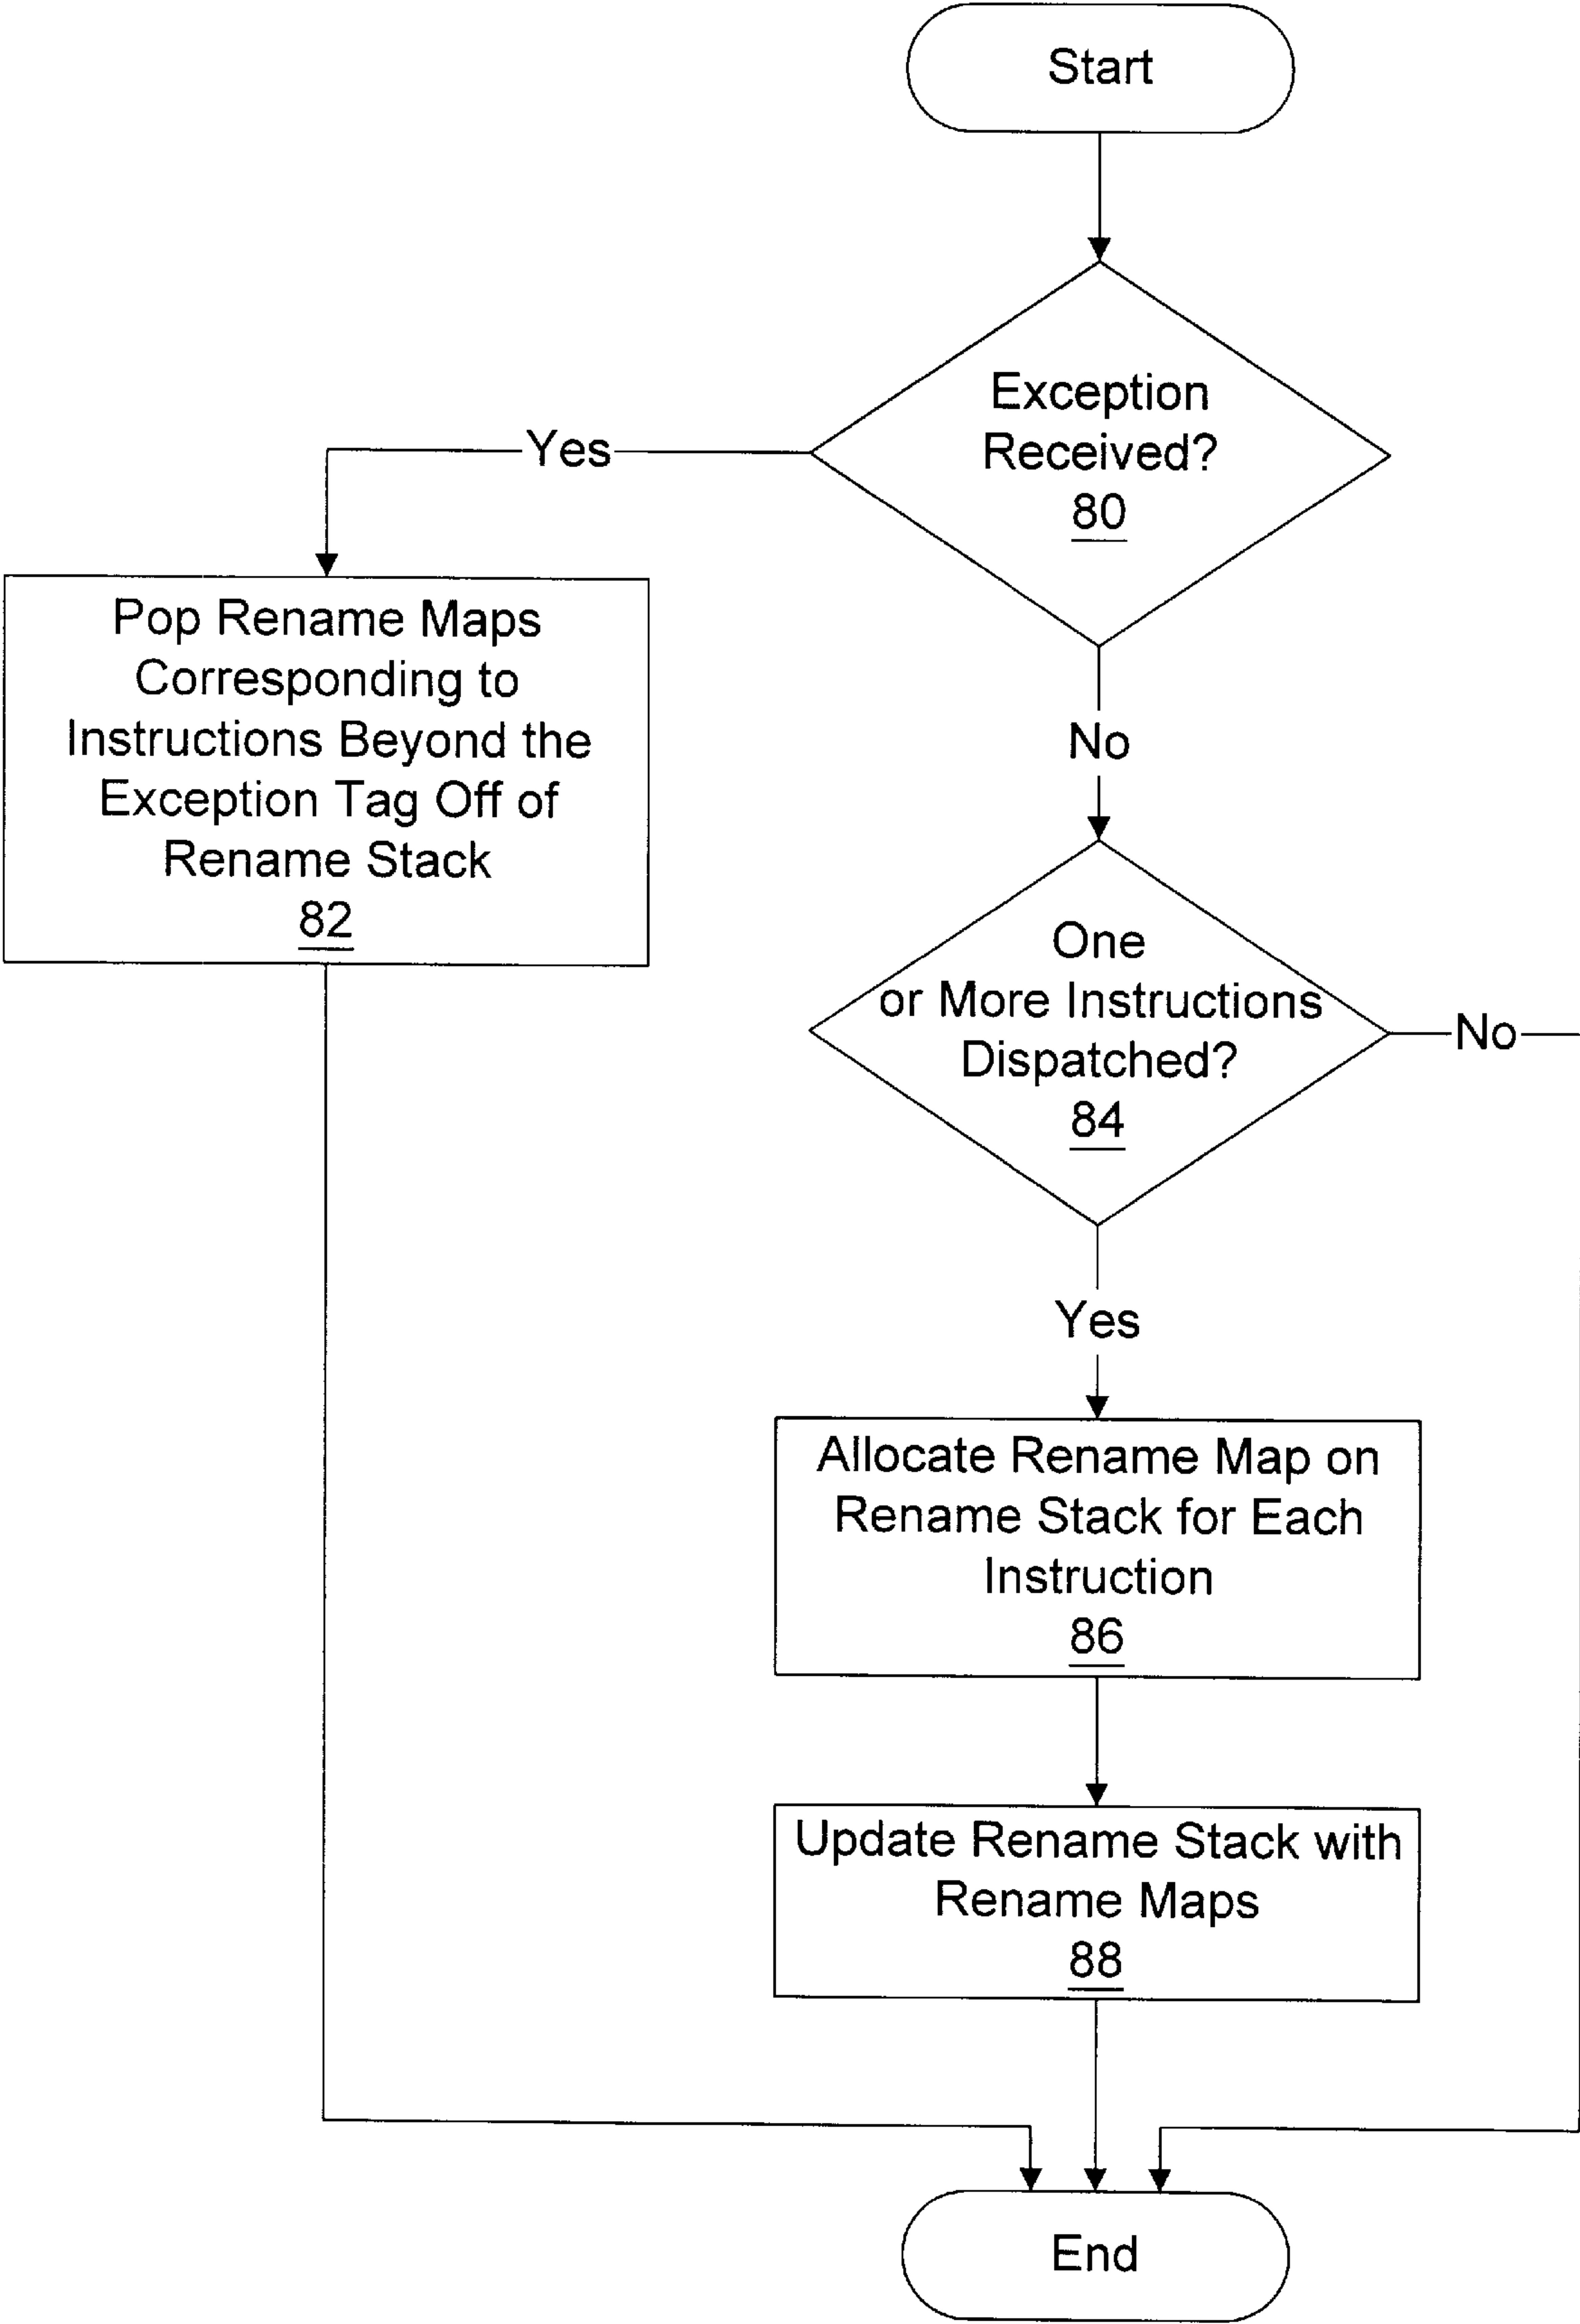 Start
Exception
Received?
80
Yes
No
Pop Rename Maps
Corresponding to
Instructions Beyond the
Exception Tag Off of
Rename Stack
82
One
or More Instructions
Dispatched?
84
No
Yes
Allocate Rename Map on
Rename Stack for Each
Instruction
86
Update Rename Stack with
Rename Maps
88
End